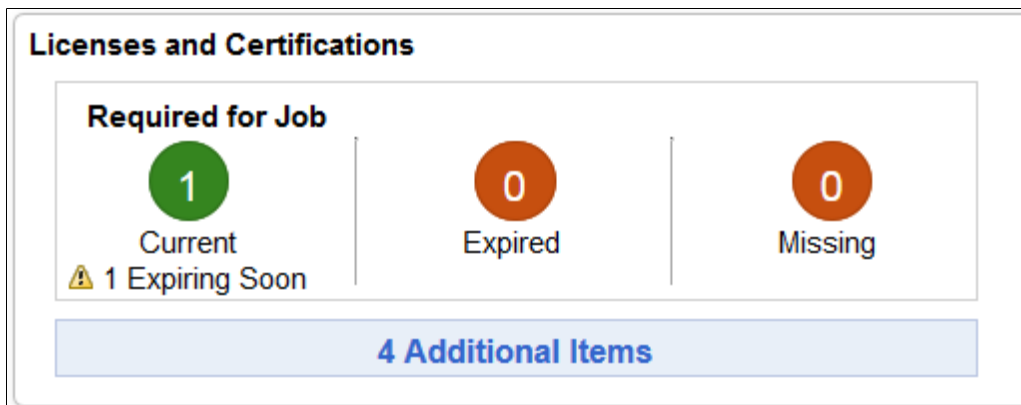 Licenses and Certifications
Required for Job
1 0 0
Current Expired Missing
1 Expiring Soon
4 Additional Items